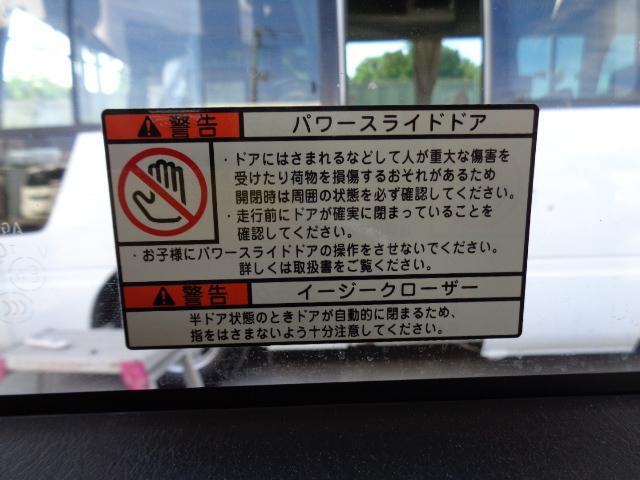 警告 パワースライドドア
・ドアにはさまれるなどして人が重大な傷害を
受けたり荷物を損傷するおそれがあるため
開閉時は周囲の状態を必ず確認してください。
・走行前にドアが確実に閉まっていることを
確認してください。
・お子様にパワースライドドアの操作をさせないでください。
詳しくは取扱書をご覧ください。
警告 イージークローザー
半ドア状態のときドアが自動的に閉まるため、
指をはさまないよう十分注意してください。